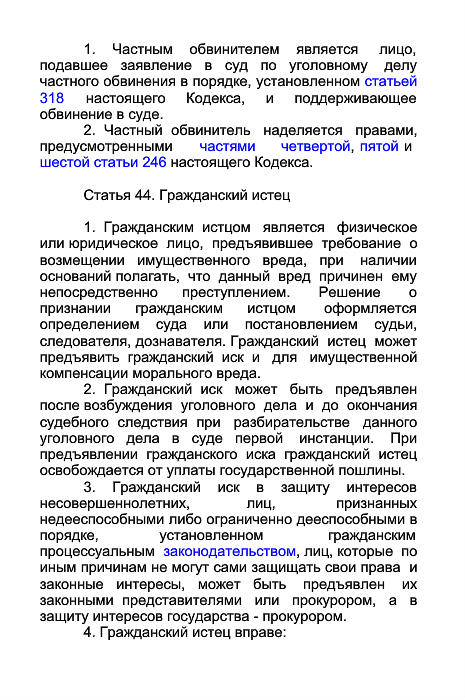 1. Частным обвинителем является лицо,
подавшее заявление в суд по уголовному делу
частного обвинения в порядке, установленном статьей
318 настоящего Кодекса, и поддерживающее
обвинение в суде.
2. Частный обвинитель наделяется правами,
предусмотренными частями четвертой, пятой и
шестой статьи 246 настоящего Кодекса.
Статья 44. Гражданский истец
1. Гражданским истцом является физическое
или юридическое лицо, предъявившее требование о
возмещении имущественного вреда, при наличии
оснований полагать, что данный вред причинен ему
непосредственно преступлением. Решение о
признании гражданским истцом оформляется
определением суда или постановлением судьи,
следователя, дознавателя. Гражданский истец может
предъявить гражданский иск и для имущественной
компенсации морального вреда.
2. Гражданский иск может быть предъявлен
после возбуждения уголовного дела и до окончания
судебного следствия при разбирательстве данного
уголовного дела в суде первой инстанции. При
предъявлении гражданского иска гражданский истец
освобождается от уплаты государственной пошлины.
3. Гражданский иск в защиту интересов
несовершеннолетних, лиц, признанных
недееспособными либо ограниченно дееспособными в
порядке, установленном гражданским
процессуальным законодательством, лиц, которые по
иным причинам не могут сами защищать свои права и
законные интересы, может быть предъявлен их
законными представителями или прокурором, а в
защиту интересов государства - прокурором.
4. Гражданский истец вправе: